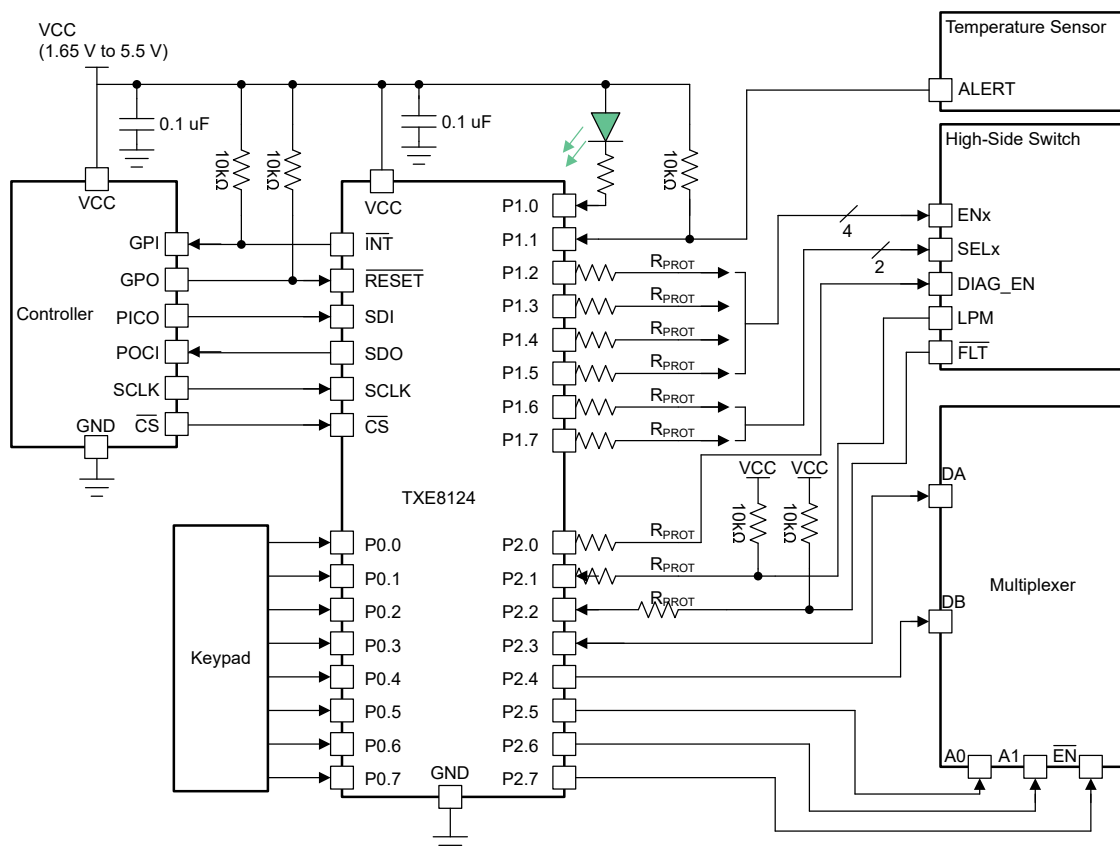 VCC
(1.65 V to 5.5 V)
0.1 uF
10kΩ
10kΩ
0.1 uF
10kΩ
Temperature Sensor
ALERT
High-Side Switch
ENx
SELx
DIAG_EN
LPM
FLT
4
2
Controller
VCC
GPI
GPO
PICO
POCI
SCLK
CS
GND
VCC
INT
RESET
SDI
SDO
SCLK
CS
TXE8124
P1.0
P1.1
P1.2
P1.3
P1.4
P1.5
P1.6
P1.7
RPROT
RPROT
RPROT
RPROT
RPROT
RPROT
VCC
VCC
10kΩ
10kΩ
Keypad
P0.0
P0.1
P0.2
P0.3
P0.4
P0.5
P0.6
P0.7
GND
P2.0
P2.1
P2.2
P2.3
P2.4
P2.5
P2.6
P2.7
RPROT
RPROT
RPROT
DA
DB
Multiplexer
A0
A1
EN